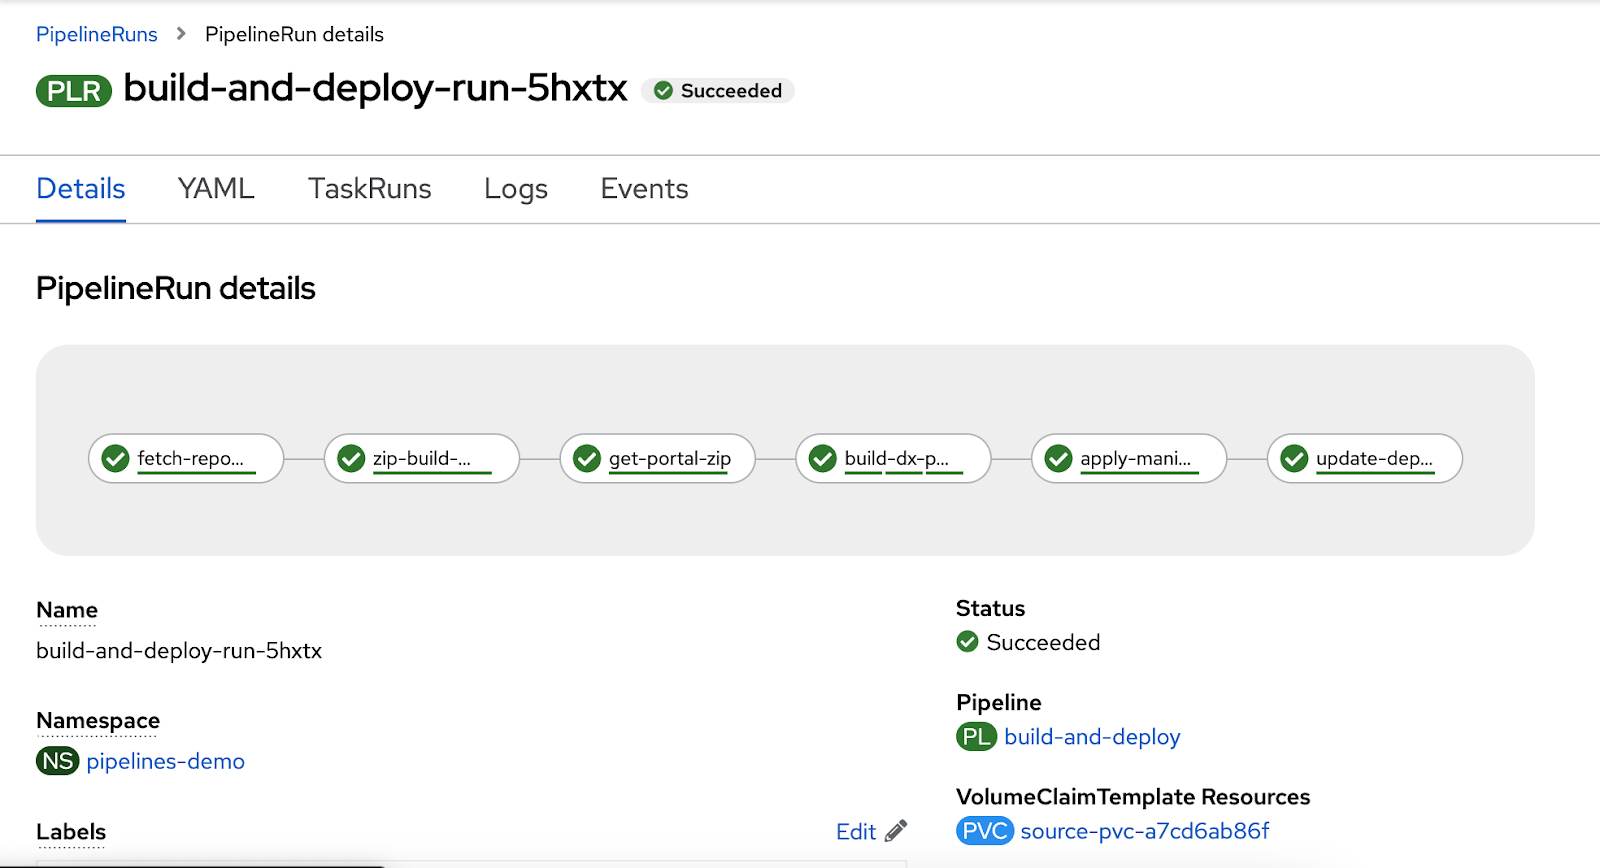 PipelineRuns > PipelineRun details
PLR build-and-deploy-run-5hxtx Succeeded
Details YAML TaskRuns Logs Events
PipelineRun details
fetch-repo... zip-build-... get-portal-zip build-dx-p... apply-mani... update-dep...
Name
build-and-deploy-run-5hxtx
Namespace
NS pipelines-demo
Labels Edit
Status
Succeeded
Pipeline
PL build-and-deploy
VolumeClaimTemplate Resources
PVC source-pvc-a7cd6ab86f